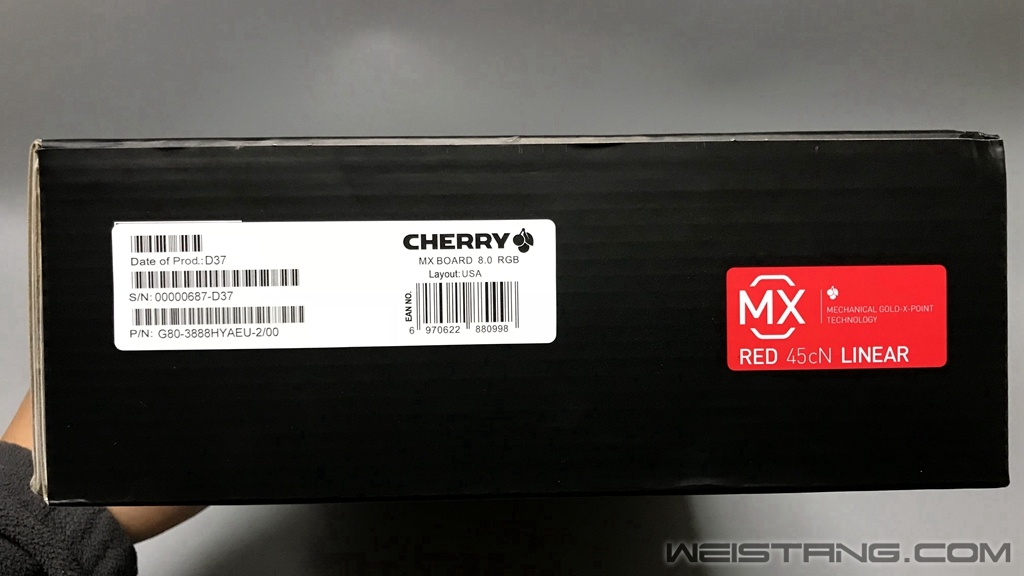 Date of Prod.:D37
S/N: 00000687-D37
P/N: G80-3888HYAEU-2/00
CHERRY
MX BOARD 8.0 RGB
Layout: USA
EAN NO.
6 970622 880998
MX
MECHANICAL GOLD-X-POINT
TECHNOLOGY
RED 45cN LINEAR
WEISTANG.COM